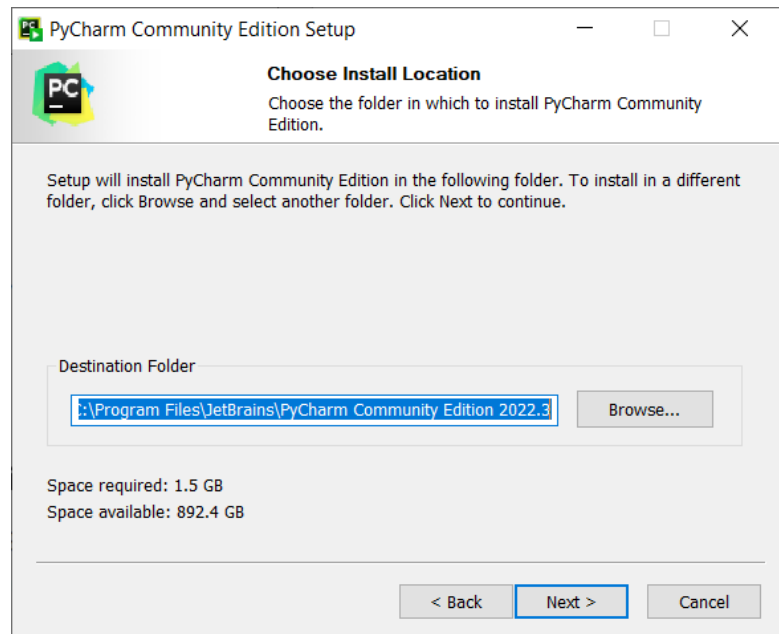 PyCharm Community Edition Setup
PC
Choose Install Location
Choose the folder in which to install PyCharm Community
Edition.
Setup will install PyCharm Community Edition in the following folder. To install in a different
folder, click Browse and select another folder. Click Next to continue.
Destination Folder
:\Program Files\JetBrains\PyCharm Community Edition 2022.3
Browse...
Space required: 1.5 GB
Space available: 892.4 GB
< Back
Next >
Cancel